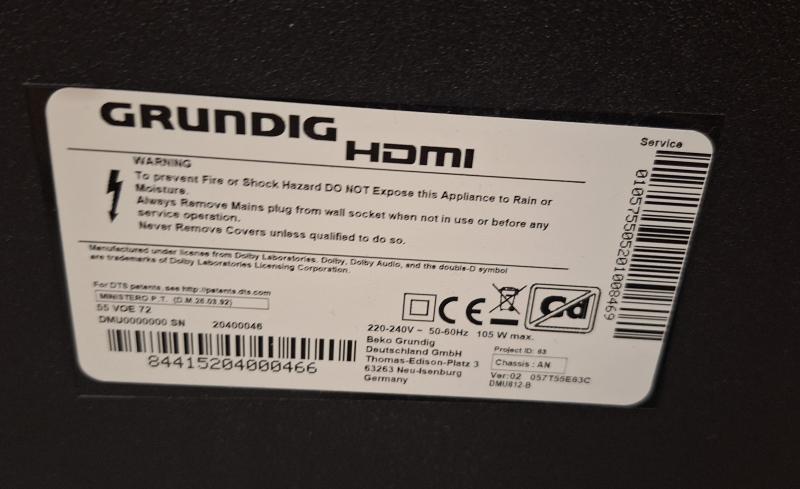 GRUNDIG
HDMI
Service
WARNING
To prevent Fire or Shock Hazard DO NOT Expose this Appliance to Rain or
Moisture.
Always Remove Mains plug from wall socket when not in use or before any
service operation.
Never Remove Covers unless qualified to do so.
Manufactured under license from Dolby Laboratories. Dolby, Dolby Audio, and the double-D symbol
are trademarks of Dolby Laboratories Licensing Corporation.
For DTS patents, see http://patents.dts.com
MINISTERO P.T. (D.M.26.03.92)
55 VOE 72
DMU0000000 SN 20400046
84415204000466
CE
Cd
220-240V ~ 50-60Hz 105 W max.
Beko Grundig
Deutschland GmbH
Thomas-Edison-Platz 3
63263 Neu-Isenburg
Germany
Project ID: 83
Chassis : AN
Ver:02 057T55E63C
DMU812-B
010575505201008469